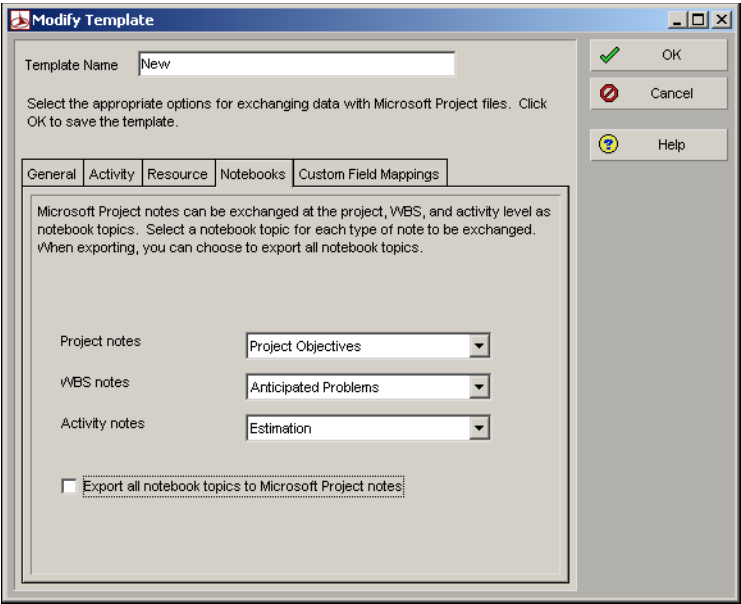 Modify Template
Template Name
New
Select the appropriate options for exchanging data with Microsoft Project files. Click
OK to save the template.
OK
Cancel
Help
General
Activity
Resource
Notebooks
Custom Field Mappings
Microsoft Project notes can be exchanged at the project, WBS, and activity level as
notebook topics. Select a notebook topic for each type of note to be exchanged.
When exporting, you can choose to export all notebook topics.
Project notes
Project Objectives
WBS notes
Anticipated Problems
Activity notes
Estimation
Export all notebook topics to Microsoft Project notes